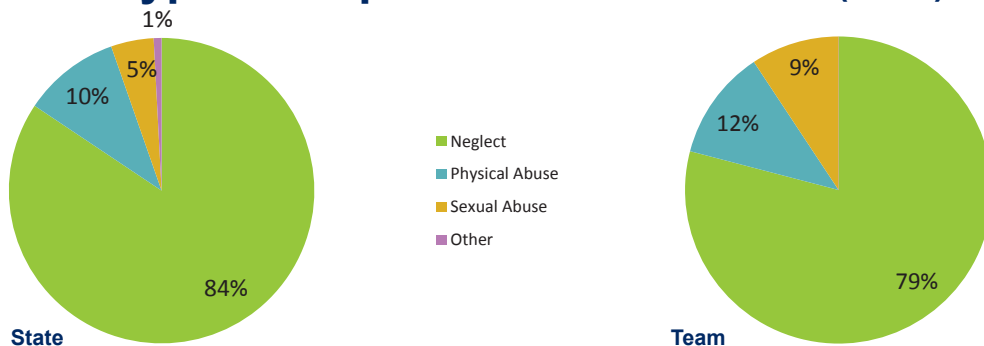 1%
5%
10%
84%
State
Neglect
Physical Abuse
Sexual Abuse
Other
9%
12%
79%
Team